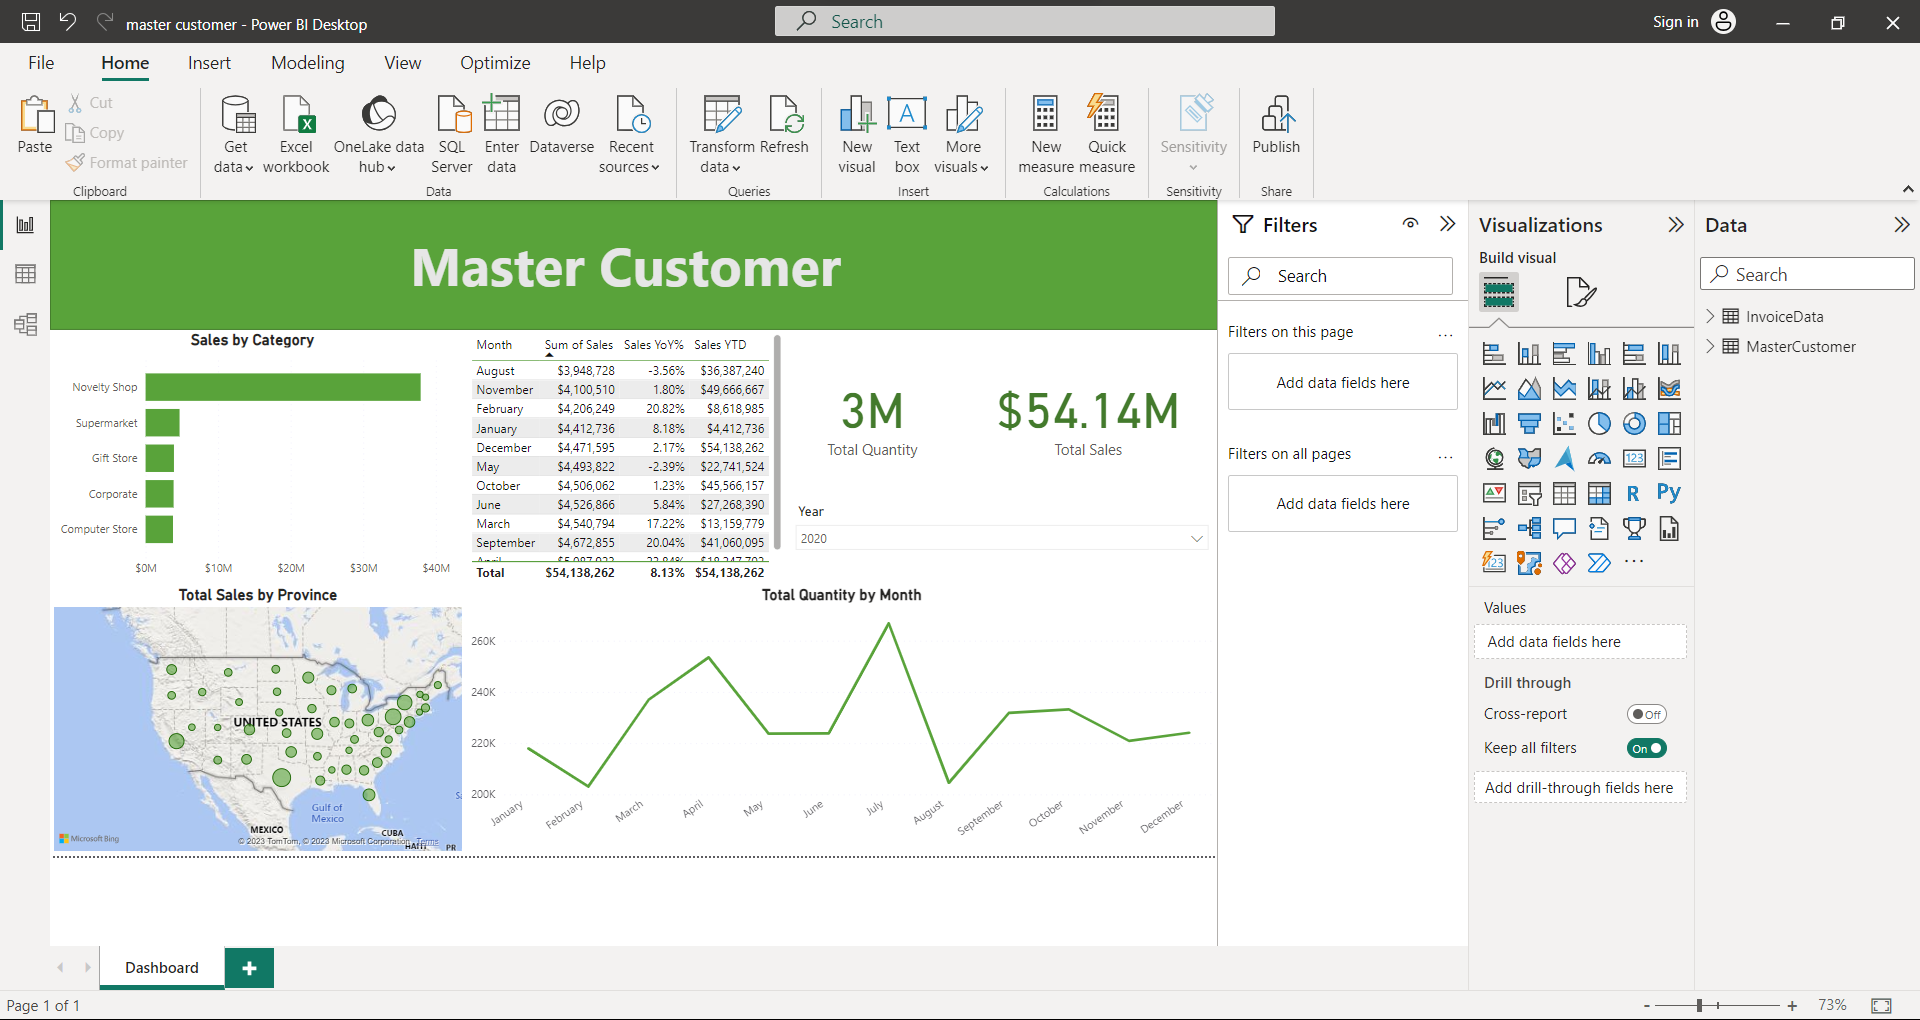 master customer - Power BI Desktop
Search
Sign in
File Home Insert Modeling View Optimize Help
Paste
Cut
Copy
Format painter
Clipboard
Get data
Excel workbook
OneLake data hub
SQL Server
Enter data
Dataverse
Recent sources
Data
Transform data
Refresh
Queries
New visual
Text box
More visuals
Insert
New measure
Quick measure
Calculations
Sensitivity
Sensitivity
Publish
Share
Master Customer
Sales by Category
Novelty Shop
Supermarket
Gift Store
Corporate
Computer Store
$0M $10M $20M $30M $40M
Month Sum of Sales Sales YoY% Sales YTD
August $3,948,728 -3.56% $36,387,240
November $4,100,510 1.80% $49,666,667
February $4,206,249 20.82% $8,618,985
January $4,412,736 8.18% $4,412,736
December $4,471,595 2.17% $54,138,262
May $4,493,822 -2.39% $22,741,524
October $4,506,062 1.23% $45,566,157
June $4,526,866 5.84% $27,268,390
March $4,540,794 17.22% $13,159,779
September $4,672,855 20.04% $41,060,095
Total $54,138,262 8.13% $54,138,262
3M
Total Quantity
$54.14M
Total Sales
Year
2020
Total Sales by Province
UNITED STATES
Gulf of
Mexico
MEXICO
CUBA
HAITI
PR
Microsoft Bing
© 2023 TomTom, © 2023 Microsoft Corporation, Terms
Total Quantity by Month
260K
240K
220K
200K
January February March April May June July August September October November December
Filters
Search
Filters on this page ...
Add data fields here
Filters on all pages ...
Add data fields here
Visualizations
Build visual
123
R
Py
123
...
Values
Add data fields here
Drill through
Cross-report Off
Keep all filters On
Add drill-through fields here
Data
Search
InvoiceData
MasterCustomer
Dashboard
+
Page 1 of 1
- + 73%